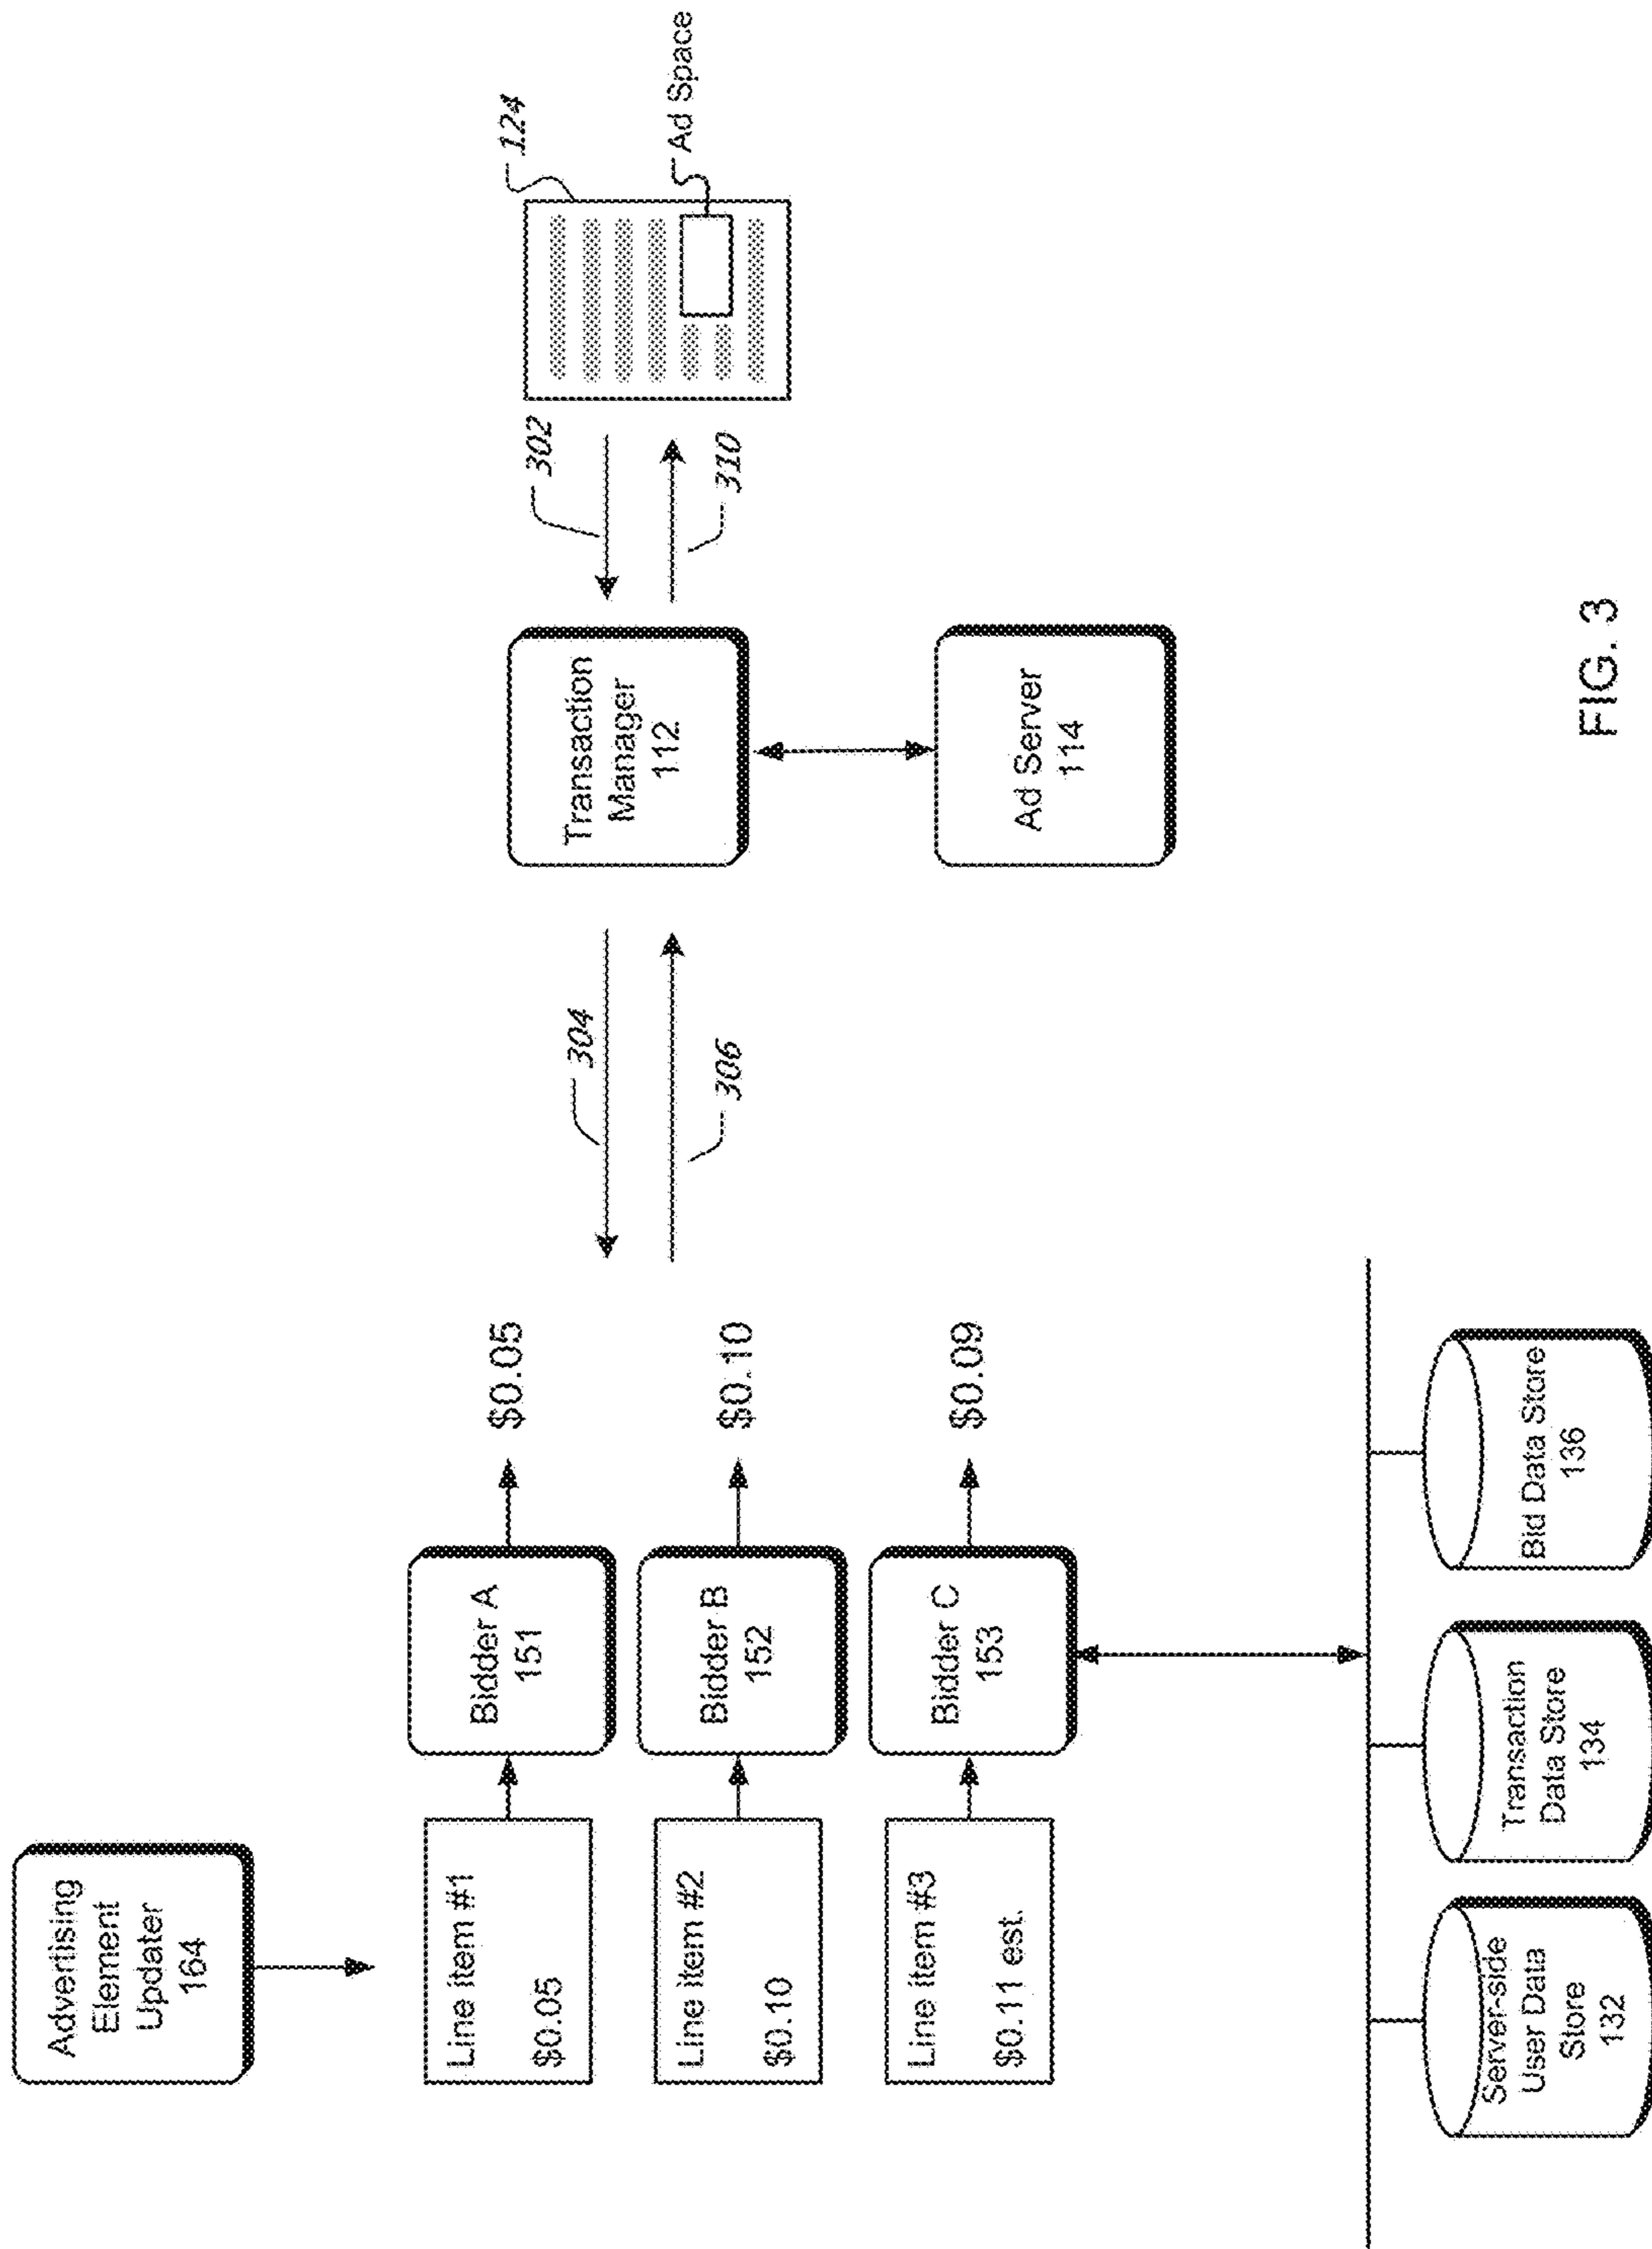 Advertising
Element
Updater
164
Line item #1
$0.05
Bidder A
151
$0.05
Line item #2
$0.10
Bidder B
152
$0.10
Line item #3
$0.11 est.
Bidder C
153
$0.09
304
306
Transaction
Manager
112
302
310
124
Ad Space
Ad Server
114
Server-side
User Data
Store
132
Transaction
Data Store
134
Bid Data Store
136
FIG. 3